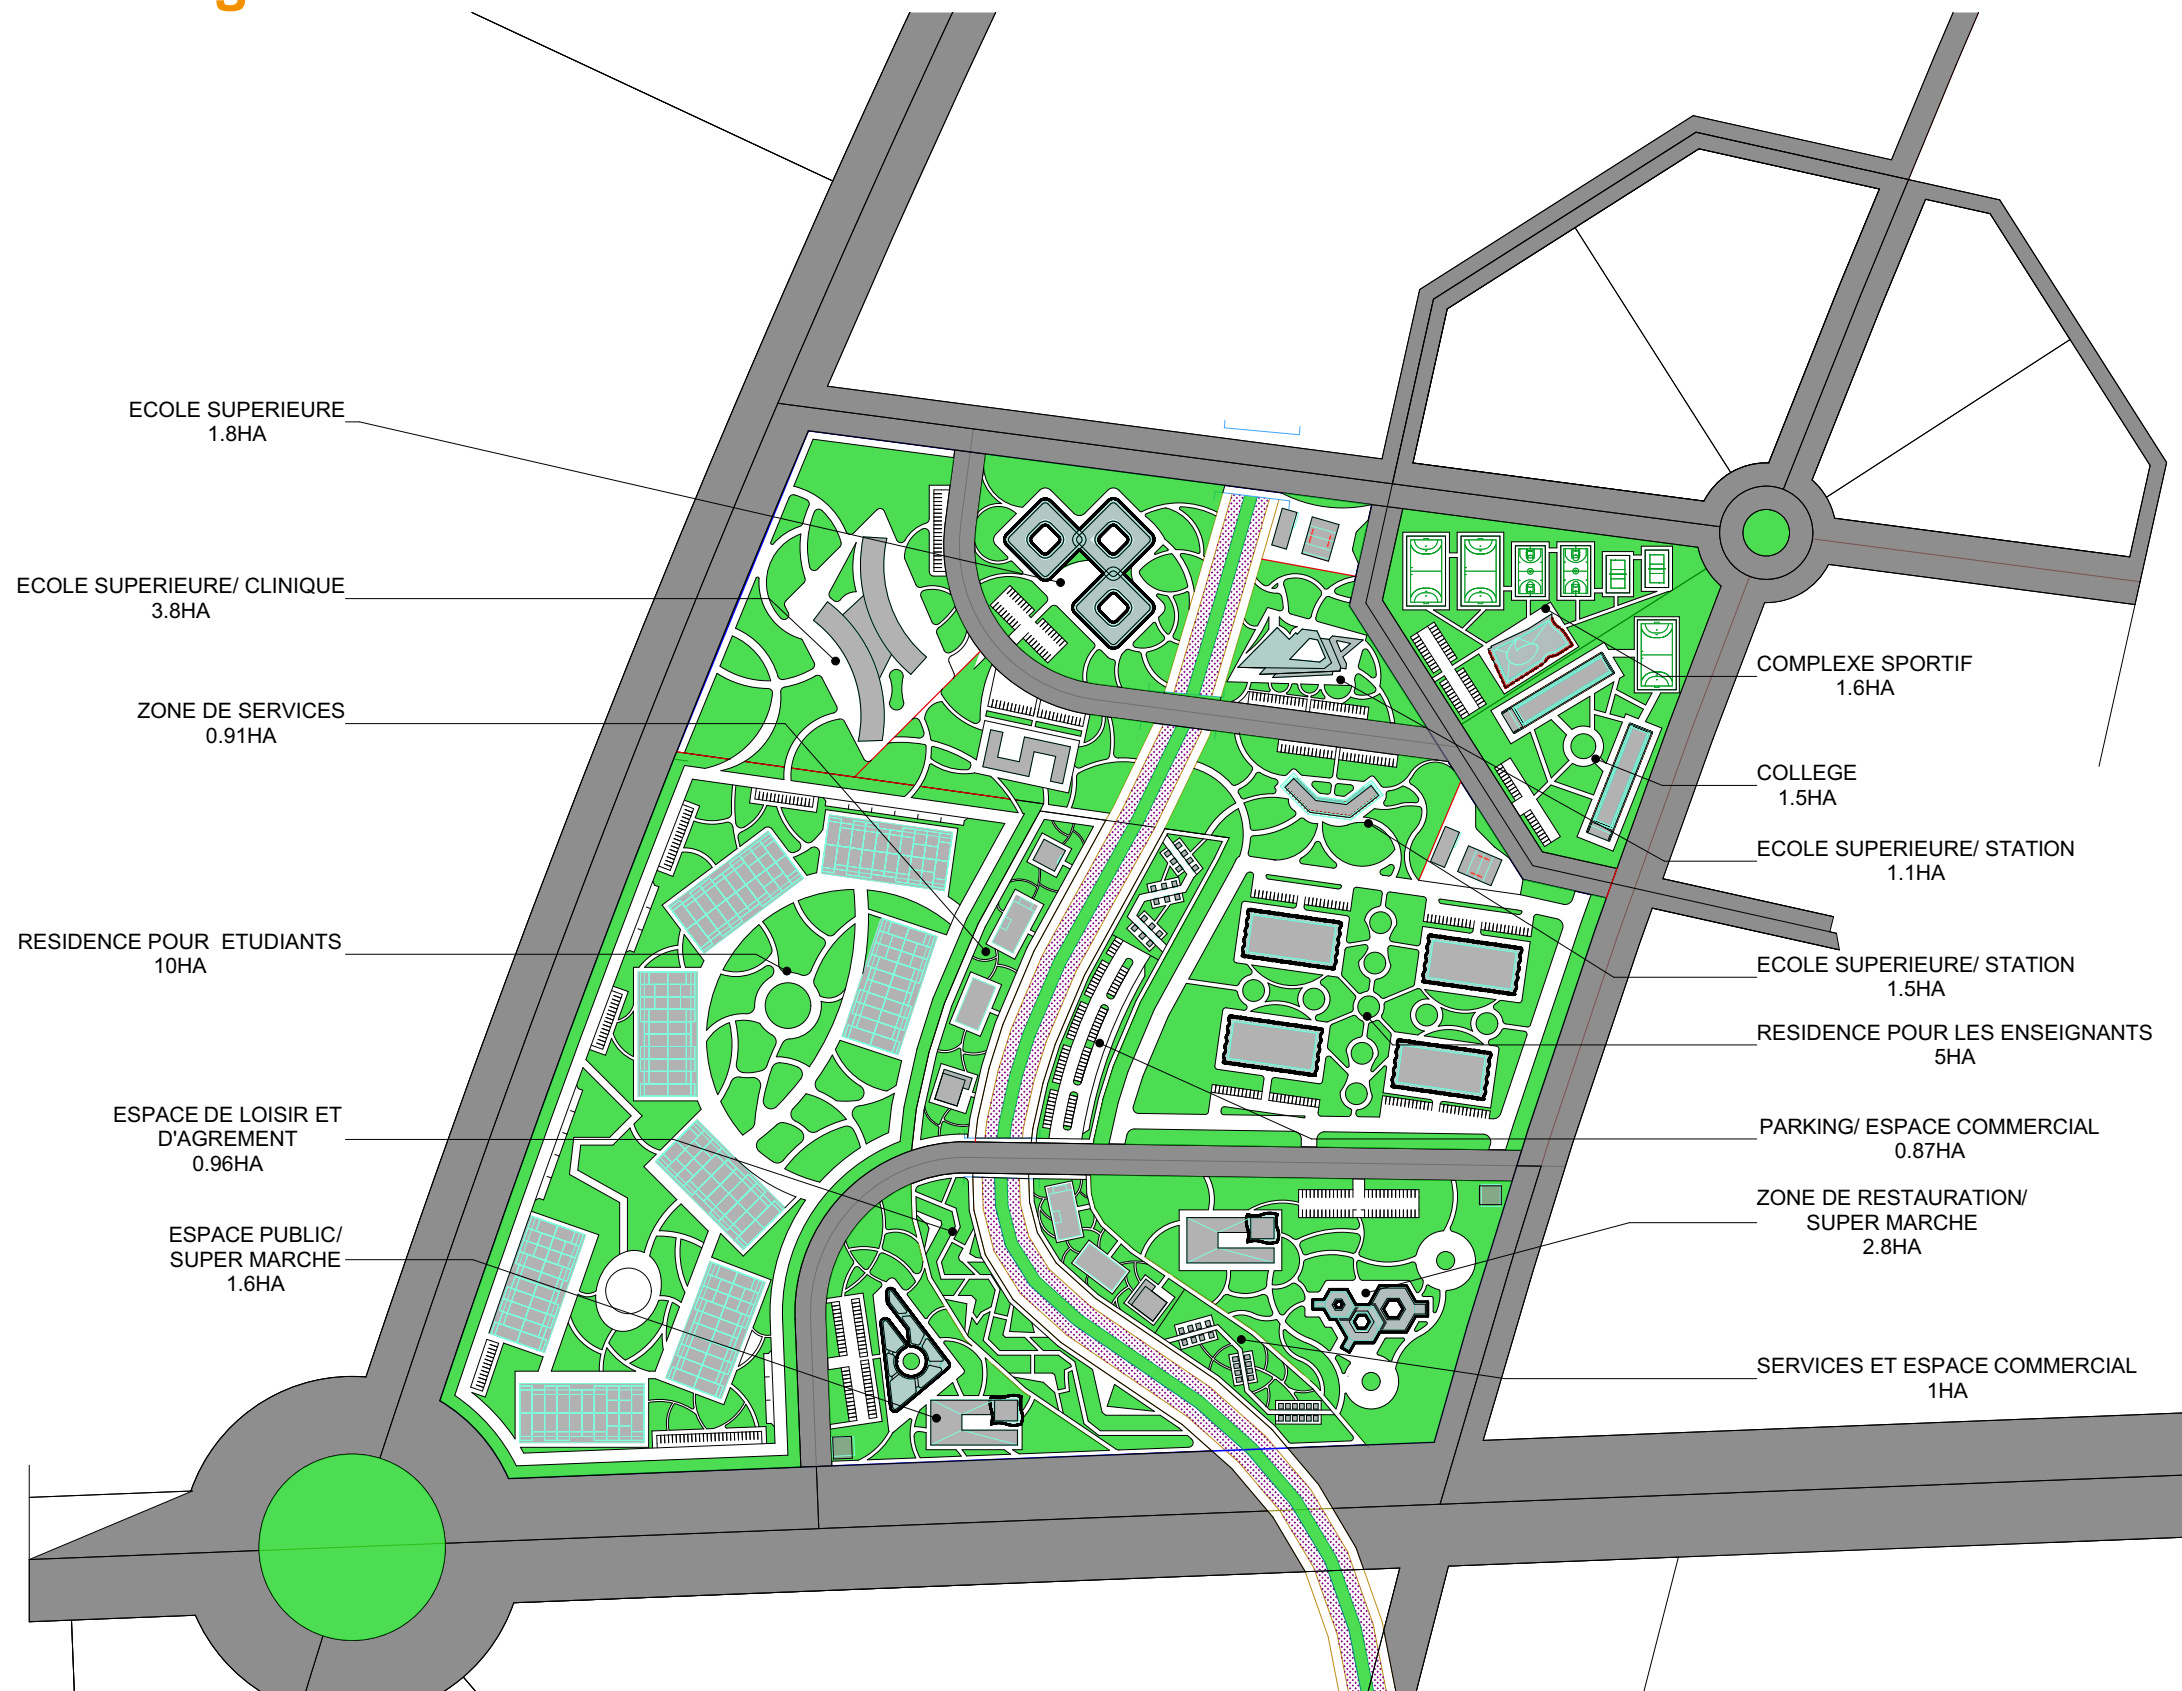 ECOLE SUPERIEURE
1.8HA
ECOLE SUPERIEURE/ CLINIQUE
3.8HA
ZONE DE SERVICES
0.91HA
RESIDENCE POUR  ETUDIANTS
10HA
ESPACE DE LOISIR ET
D'AGREMENT
0.96HA
ESPACE PUBLIC/
SUPER MARCHE
1.6HA
COMPLEXE SPORTIF
1.6HA
COLLEGE
1.5HA
ECOLE SUPERIEURE/ STATION
1.1HA
ECOLE SUPERIEURE/ STATION
1.5HA
RESIDENCE POUR LES ENSEIGNANTS
5HA
PARKING/ ESPACE COMMERCIAL
0.87HA
ZONE DE RESTAURATION/
SUPER MARCHE
2.8HA
SERVICES ET ESPACE COMMERCIAL
1HA